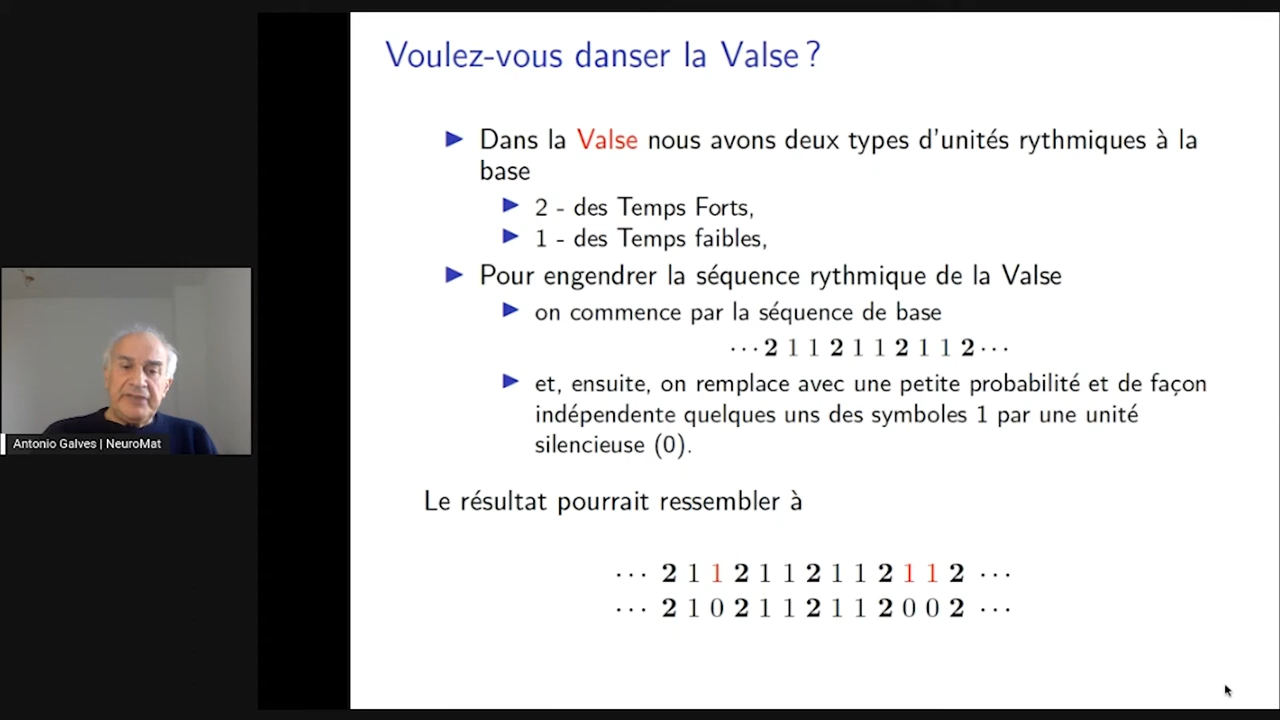 Voulez-vous danser la Valse ?
▶ Dans la Valse nous avons deux types d'unités rythmiques à la
base
▶ 2 - des Temps Forts,
▶ 1 - des Temps faibles,
▶ Pour engendrer la séquence rythmique de la Valse
▶ on commence par la séquence de base
··· 2 1 1 2 1 1 2 1 1 2 ···
▶ et, ensuite, on remplace avec une petite probabilité et de façon
indépendente quelques uns des symboles 1 par une unité
silencieuse (0).
Le résultat pourrait ressembler à
··· 2 1 1 2 1 1 2 1 1 2 1 1 2 ···
··· 2 1 0 2 1 1 2 1 1 2 0 0 2 ···
Antonio Galves | NeuroMat